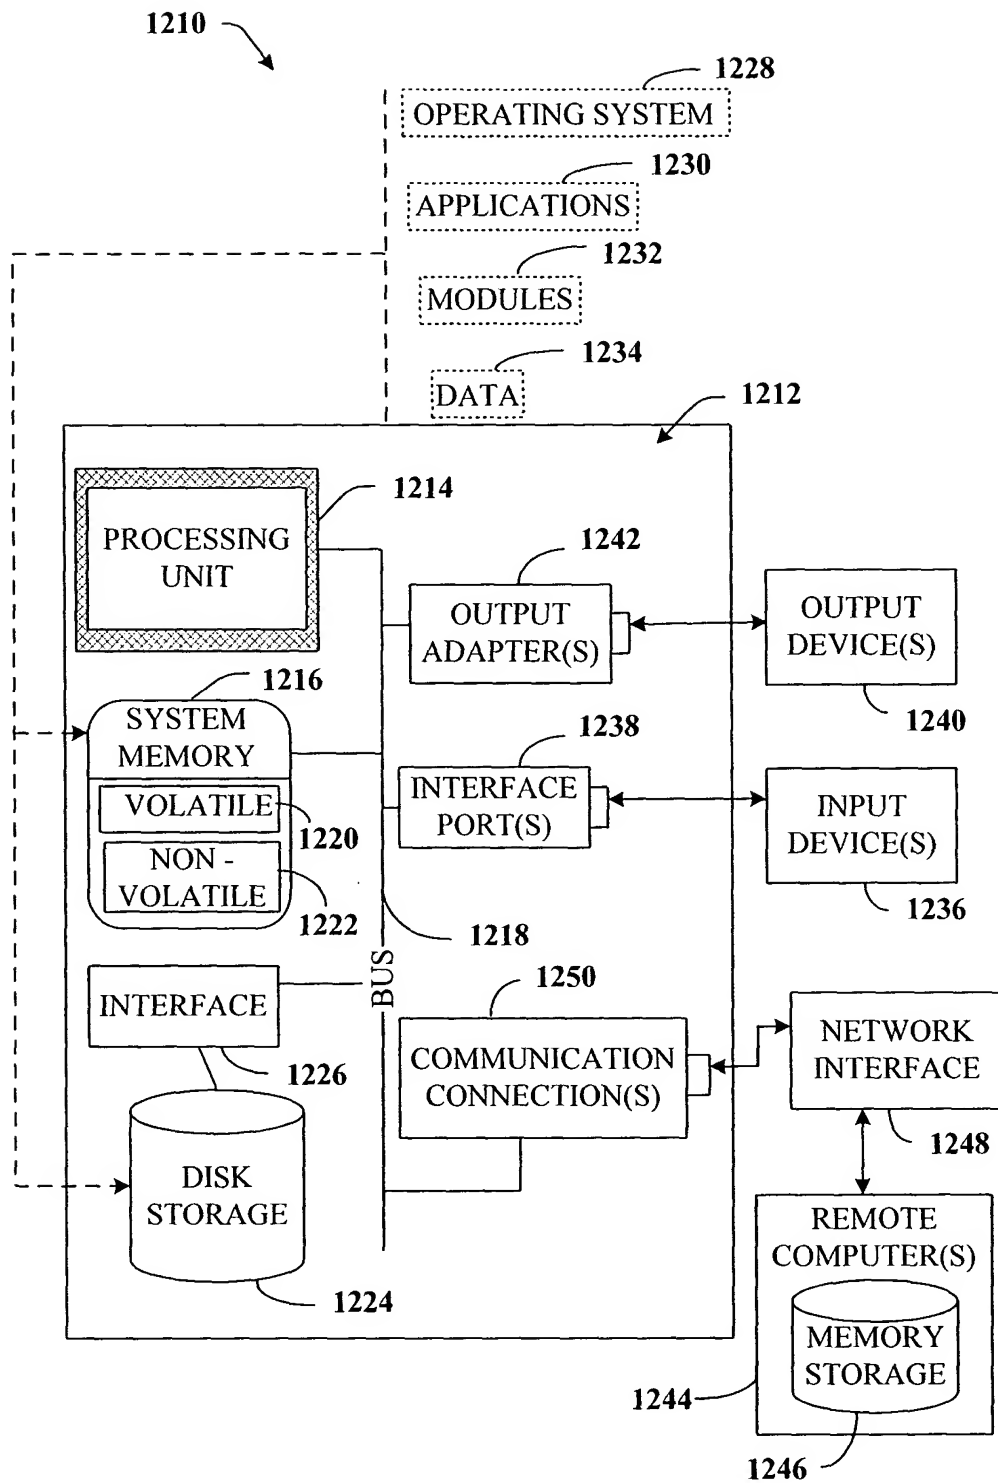 1210
1228
OPERATING SYSTEM
1230
APPLICATIONS
1232
MODULES
1234
DATA
1212
1214
PROCESSING
UNIT
1242
OUTPUT
ADAPTER(S)
OUTPUT
DEVICE(S)
1240
1216
SYSTEM
MEMORY
VOLATILE
1220
NON -
VOLATILE
1222
1238
INTERFACE
PORT(S)
INPUT
DEVICE(S)
1236
1218
BUS
INTERFACE
1226
1250
COMMUNICATION
CONNECTION(S)
NETWORK
INTERFACE
1248
DISK
STORAGE
1224
REMOTE
COMPUTER(S)
MEMORY
STORAGE
1244
1246